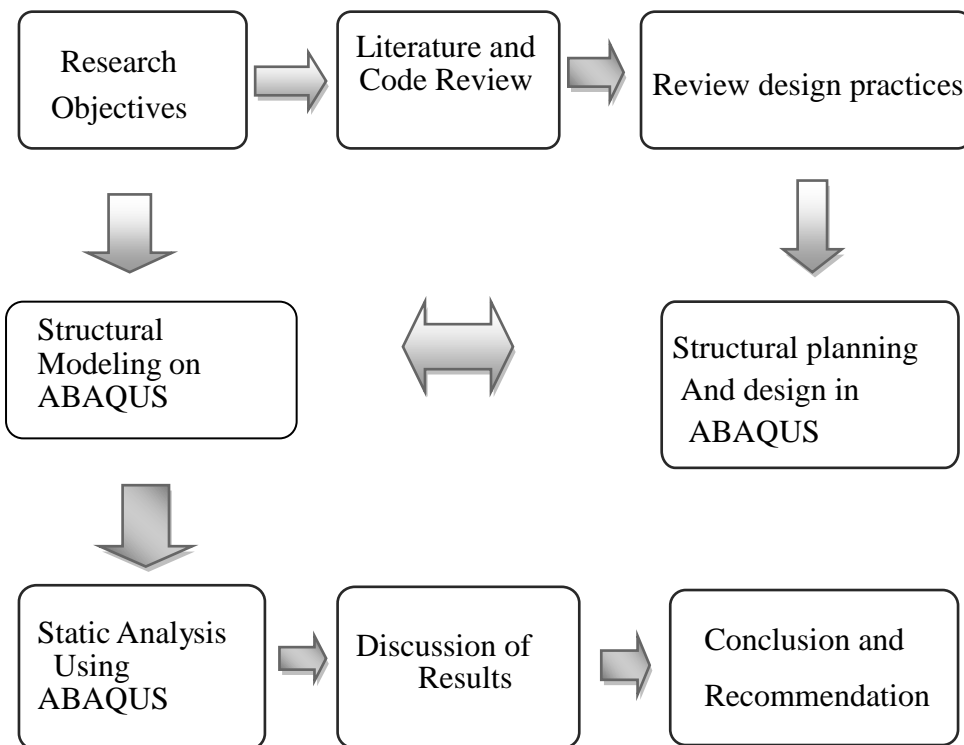 Research
Objectives
Literature and
Code Review
Review design practices
Structural
Modeling on
ABAQUS
Structural planning
And design in
ABAQUS
Static Analysis
Using
ABAQUS
Discussion of
Results
Conclusion and
Recommendation